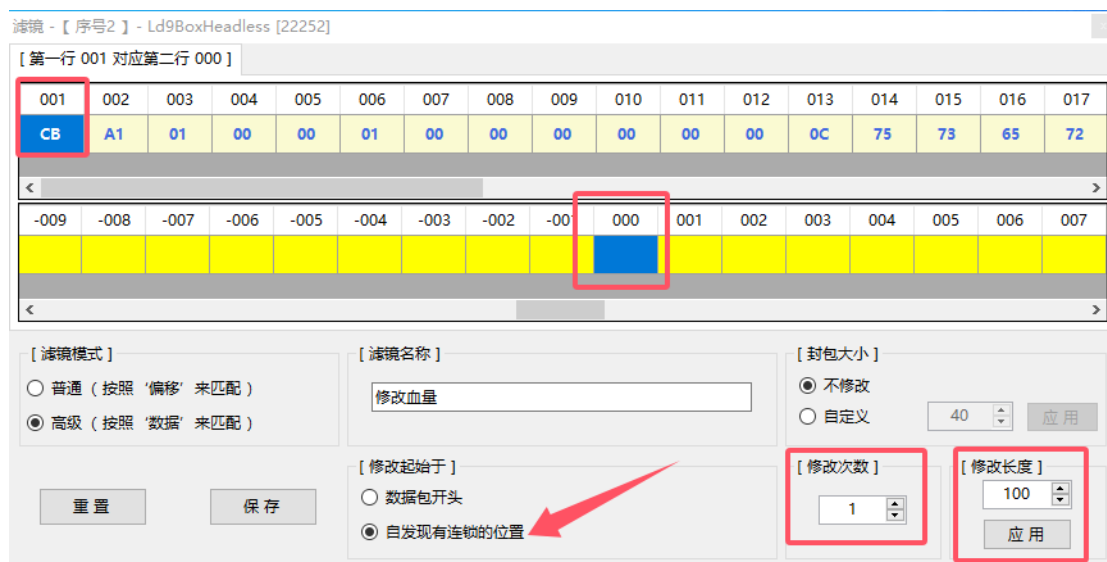 滤镜 -【 序号2 】- Ld9BoxHeadless [22252]
[ 第一行 001 对应第二行 000 ]
001 002 003 004 005 006 007 008 009 010 011 012 013 014 015 016 017
CB A1 01 00 00 01 00 00 00 00 00 00 0C 75 73 65 72
-009 -008 -007 -006 -005 -004 -003 -002 -001 000 001 002 003 004 005 006 007
[ 滤镜模式 ]
普通（按照‘偏移’来匹配）
高级（按照‘数据’来匹配）
[ 滤镜名称 ]
修改血量
[ 封包大小 ]
不修改
自定义 40 应 用
重 置 保 存
[ 修改起始于 ]
数据包开头
自发现有连锁的位置
[ 修改次数 ]
1
[ 修改长度 ]
100
应 用